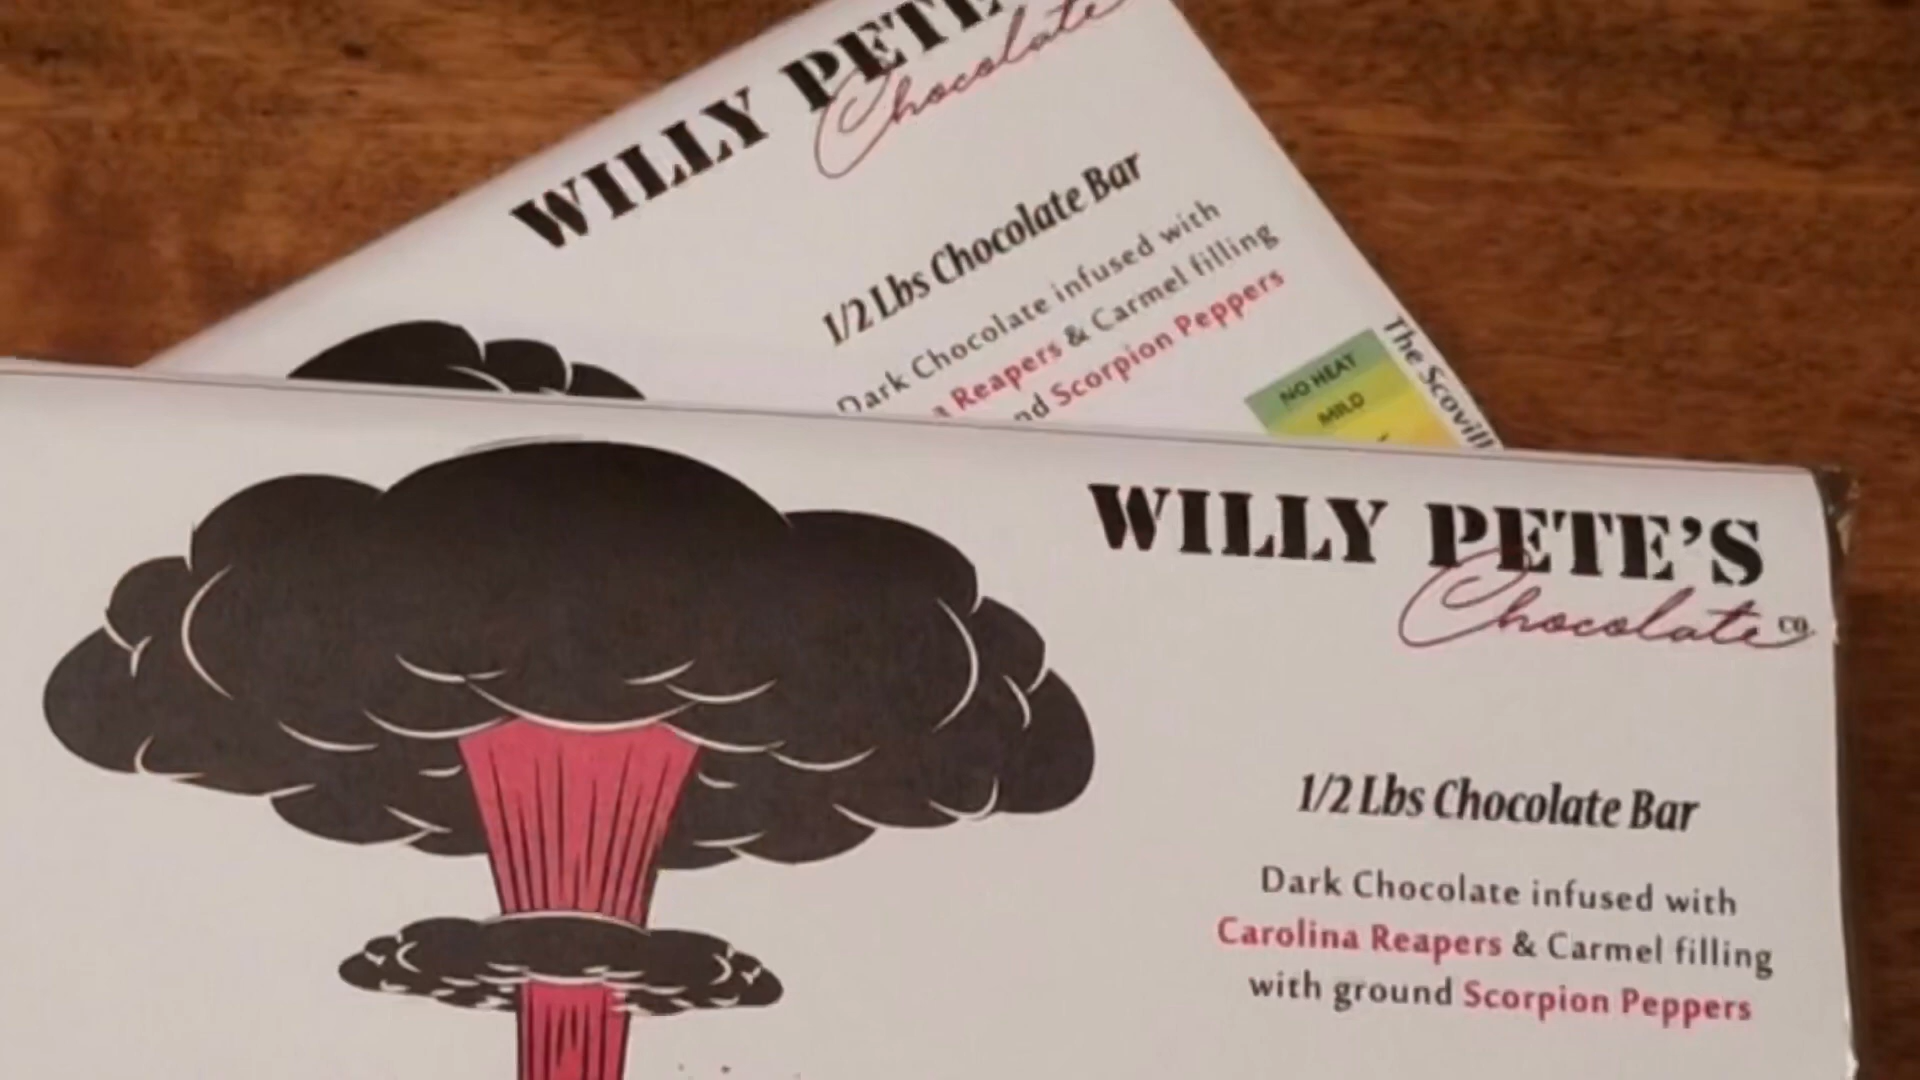 WILLY PETE
Chocolate
1/2 Lbs Chocolate Bar
Dark Chocolate infused with
a Reapers & Carmel filling
nd Scorpion Peppers
The Scovill
NO HEAT
MILD
WILLY PETE'S
Chocolate CO.
1/2 Lbs Chocolate Bar
Dark Chocolate infused with
Carolina Reapers & Carmel filling
with ground Scorpion Peppers